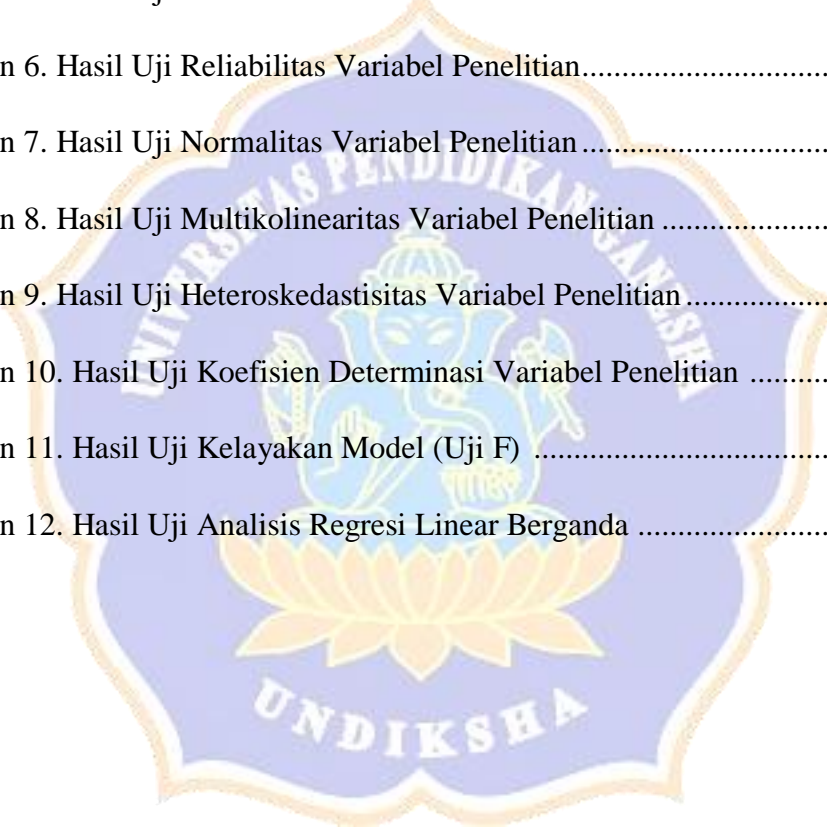 n 6. Hasil Uji Reliabilitas Variabel Penelitian...............................
n 7. Hasil Uji Normalitas Variabel Penelitian...............................
n 8. Hasil Uji Multikolinearitas Variabel Penelitian .....................
n 9. Hasil Uji Heteroskedastisitas Variabel Penelitian..................
n 10. Hasil Uji Koefisien Determinasi Variabel Penelitian ..........
n 11. Hasil Uji Kelayakan Model (Uji F) .....................................
n 12. Hasil Uji Analisis Regresi Linear Berganda ........................
UNIVERSITAS PENDIDIKAN GANESHA
UNDIKSHA